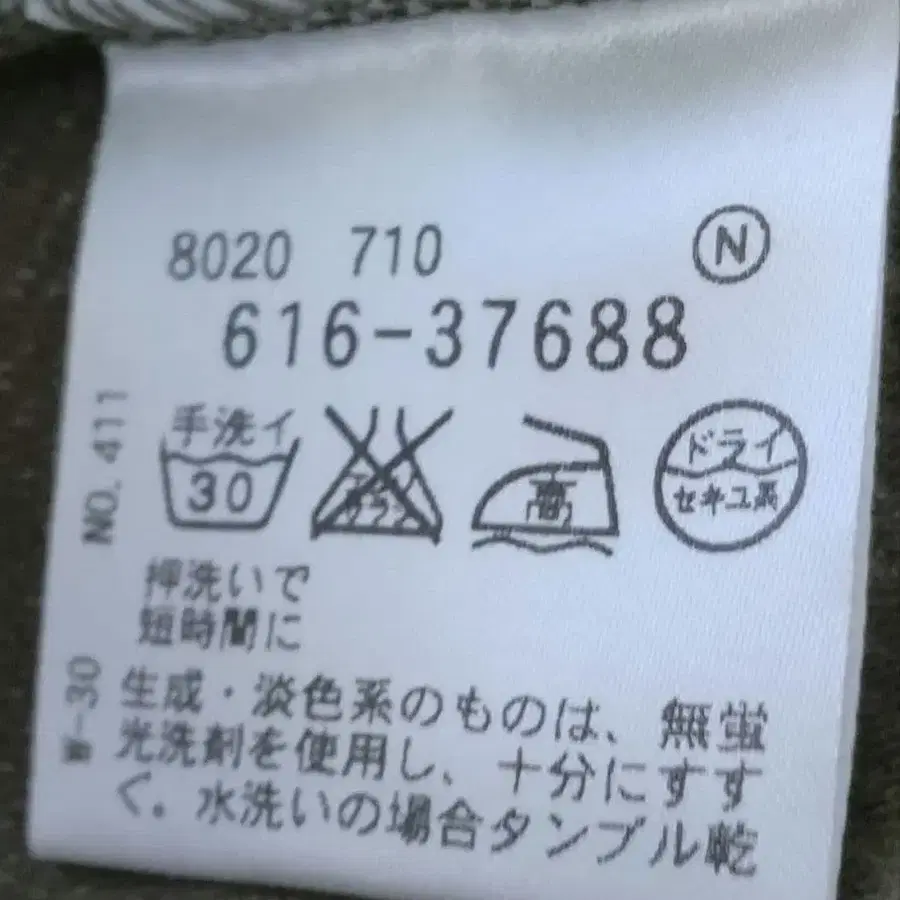 8020 710 N
616-37688
NO.411
手洗イ
30
高
ドライ
セキユ系
押洗いで
短時間に
W-30
生成・淡色系のものは、無蛍
光洗剤を使用し、十分にすす
ぐ。水洗いの場合タンブル乾